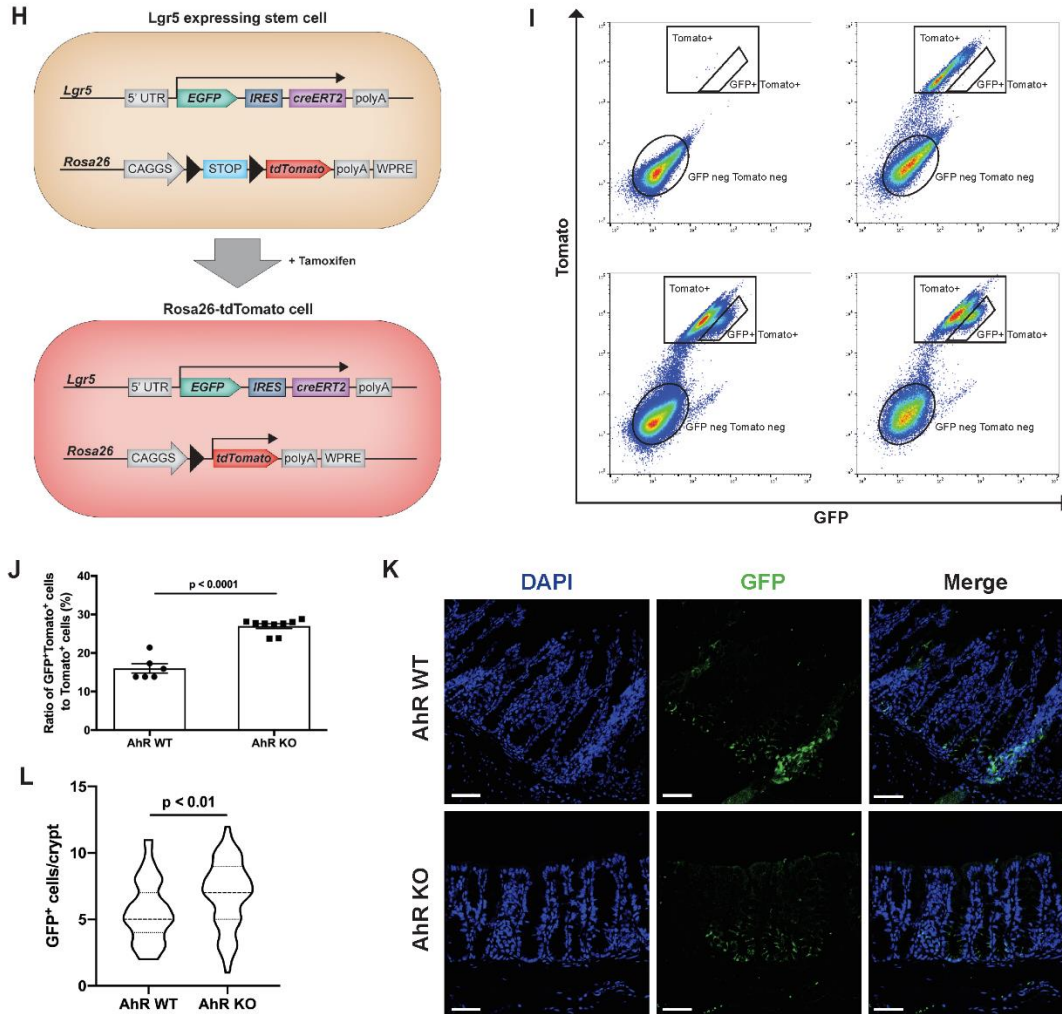 H
Lgr5 expressing stem cell
Lgr5
5' UTR
EGFP
IRES
creERT2
polyA
Rosa26
CAGGS
STOP
tdTomato
polyA
WPRE
+ Tamoxifen
Rosa26-tdTomato cell
Lgr5
5' UTR
EGFP
IRES
creERT2
polyA
Rosa26
CAGGS
tdTomato
polyA
WPRE
I
Tomato
Tomato+
GFP+ Tomato+
GFP neg Tomato neg
Tomato+
GFP+ Tomato+
GFP neg Tomato neg
Tomato+
GFP+ Tomato+
GFP neg Tomato neg
Tomato+
GFP+ Tomato+
GFP neg Tomato neg
GFP
J
Ratio of GFP+Tomato+ cells
to Tomato+ cells (%)
p < 0.0001
40
30
20
10
0
AhR WT
AhR KO
K
DAPI
GFP
Merge
AhR WT
AhR KO
L
GFP+ cells/crypt
p < 0.01
15
10
5
0
AhR WT
AhR KO